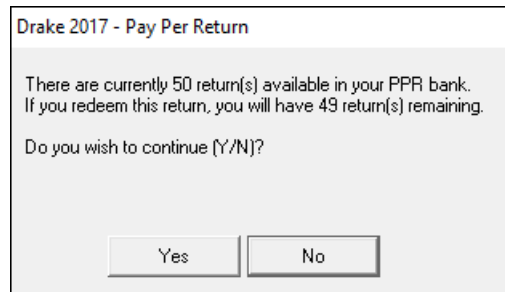 Drake 2017 - Pay Per Return
There are currently 50 return(s) available in your PPR bank.
If you redeem this return, you will have 49 return(s) remaining.
Do you wish to continue (Y/N)?
Yes
No